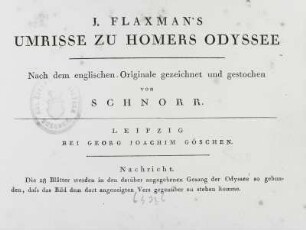 J. FLAXMAN'S
UMRISSE ZU HOMERS ODYSSEE
Nach dem englischen Originale gezeichnet und gestochen
VON
SCHNORR.
LEIPZIG
BEI GEORG JOACHIM GÖSCHEN.
Nachricht.
Die 28 Blätter werden in den darüber angegebenen Gesang der Odyssee so gebun-
den, dass das Bild dem dort angezeigten Vers gegenüber zu stehen komme.